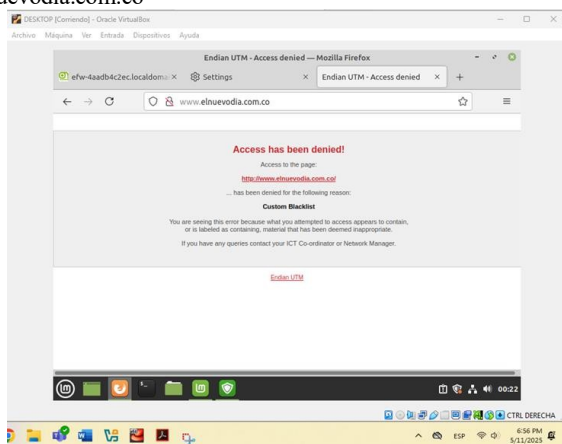 uevodia.com.co
DESKTOP [Corriendo] - Oracle VirtualBox
Archivo Máquina Ver Entrada Dispositivos Ayuda
Endian UTM - Access denied — Mozilla Firefox
efw-4aadb4c2ec.localdomai
Settings
Endian UTM - Access denied
www.elnuevodia.com.co
Access has been denied!
Access to the page:
http://www.elnuevodia.com.co/
... has been denied for the following reason:
Custom Blacklist
You are seeing this error because what you attempted to access appears to contain,
or is labeled as containing, material that has been deemed inappropriate.
If you have any queries contact your ICT Co-ordinator or Network Manager.
Endian UTM
00:22
CTRL DERECHA
ESP
6:56 PM
5/11/2025